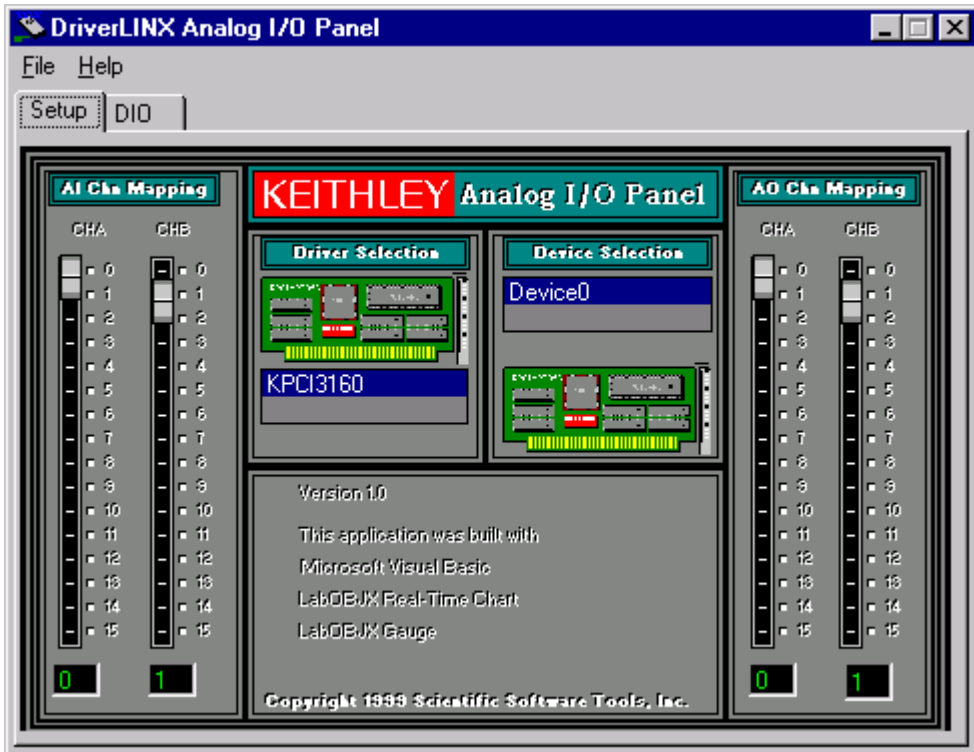 DriverLINX Analog I/O Panel
File Help
Setup DIO
AI Chn Mapping
CHA CHB
0 0
1 1
2 2
3 3
4 4
5 5
6 6
7 7
8 8
9 9
10 10
11 11
12 12
13 13
14 14
15 15
0 1
KEITHLEY Analog I/O Panel
Driver Selection
KPCI3160
Device Selection
Device0
Version 1.0
This application was built with
Microsoft Visual Basic
LabOBJX Real-Time Chart
LabOBJX Gauge
Copyright 1999 Scientific Software Tools, Inc.
AO Chn Mapping
CHA CHB
0 0
1 1
2 2
3 3
4 4
5 5
6 6
7 7
8 8
9 9
10 10
11 11
12 12
13 13
14 14
15 15
0 1